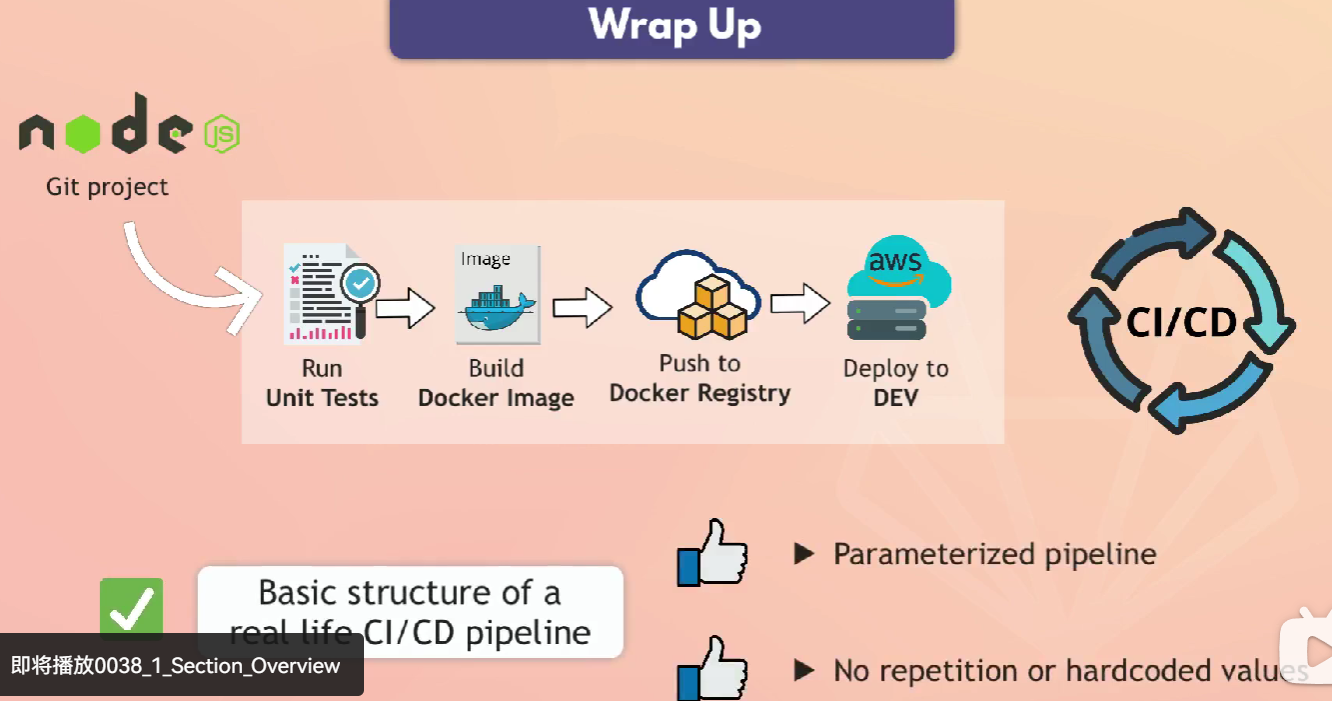 Wrap Up
node JS
Git project
Image
aws
Run
Unit Tests
Build
Docker Image
Push to
Docker Registry
Deploy to
DEV
CI/CD
Basic structure of a
real life CI/CD pipeline
Parameterized pipeline
No repetition or hardcoded values
即将播放0038_1_Section_Overview